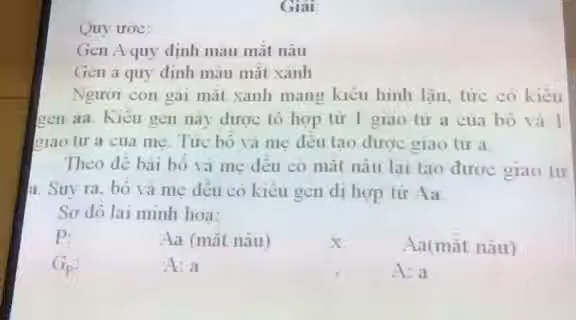 Giải
Quy ước:
Gen A quy định màu mắt nâu
Gen a quy định màu mắt xanh
Người con gái mắt xanh mang kiểu hình lặn, tức có kiểu
gen aa. Kiểu gen này được tổ hợp từ 1 giao tử a của bố và 1
giao tử a của mẹ. Tức bố và mẹ đều tạo được giao tử a.
Theo đề bài bố và mẹ đều có mắt nâu lại tạo được giao tử
a. Suy ra, bố và mẹ đều có kiểu gen dị hợp tử Aa.
Sơ đồ lai minh hoạ:
P: Aa (mắt nâu) x Aa(mắt nâu)
Gp: A: a , A: a